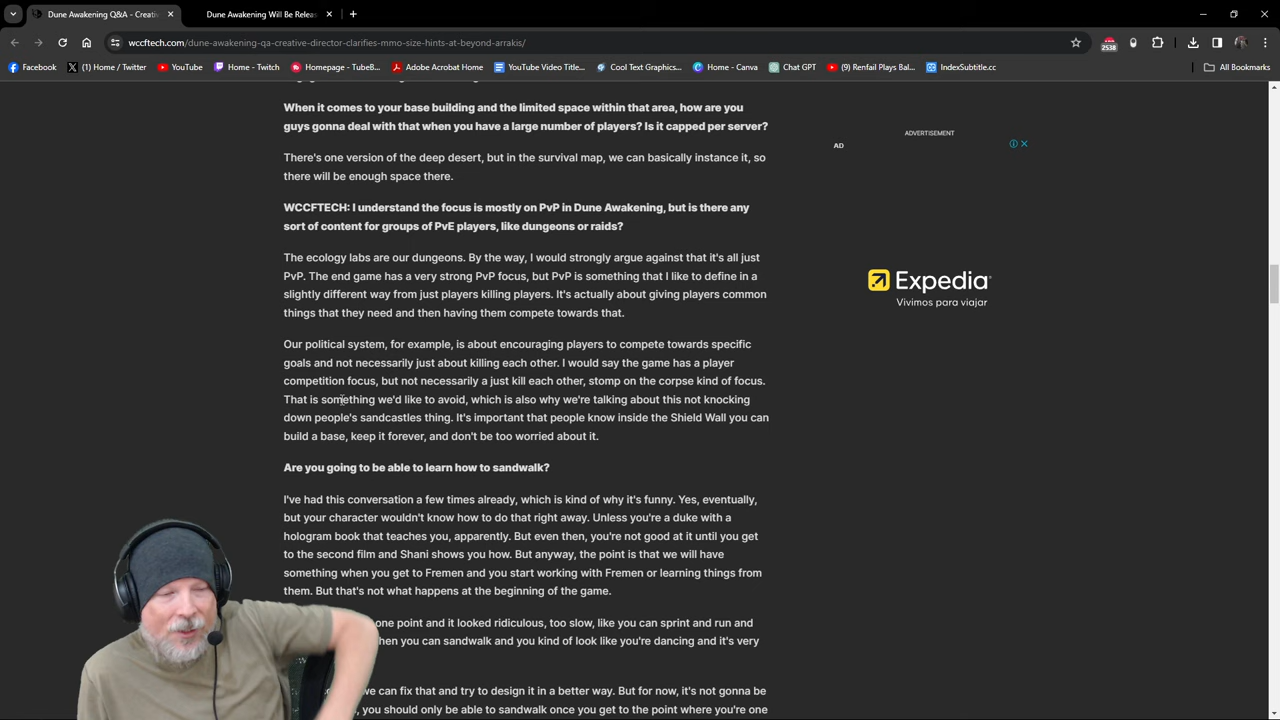 Dune Awakening Q&A - Creativ
Dune Awakening Will Be Releas
wccftech.com/dune-awakening-qa-creative-director-clarifies-mmo-size-hints-at-beyond-arrakis/
2538
Facebook
(1) Home / Twitter
YouTube
Home - Twitch
Homepage - TubeB...
Adobe Acrobat Home
YouTube Video Title...
Cool Text Graphics...
Home - Canva
Chat GPT
(9) Renfail Plays Bal...
IndexSubtitle.cc
All Bookmarks
When it comes to your base building and the limited space within that area, how are you
guys gonna deal with that when you have a large number of players? Is it capped per server?
There's one version of the deep desert, but in the survival map, we can basically instance it, so
there will be enough space there.
WCCFTECH: I understand the focus is mostly on PvP in Dune Awakening, but is there any
sort of content for groups of PvE players, like dungeons or raids?
The ecology labs are our dungeons. By the way, I would strongly argue against that it's all just
PvP. The end game has a very strong PvP focus, but PvP is something that I like to define in a
slightly different way from just players killing players. It's actually about giving players common
things that they need and then having them compete towards that.
Our political system, for example, is about encouraging players to compete towards specific
goals and not necessarily just about killing each other. I would say the game has a player
competition focus, but not necessarily a just kill each other, stomp on the corpse kind of focus.
That is something we'd like to avoid, which is also why we're talking about this not knocking
down people's sandcastles thing. It's important that people know inside the Shield Wall you can
build a base, keep it forever, and don't be too worried about it.
Are you going to be able to learn how to sandwalk?
I've had this conversation a few times already, which is kind of why it's funny. Yes, eventually,
but your character wouldn't know how to do that right away. Unless you're a duke with a
hologram book that teaches you, apparently. But even then, you're not good at it until you get
to the second film and Shani shows you how. But anyway, the point is that we will have
something when you get to Fremen and you start working with Fremen or learning things from
them. But that's not what happens at the beginning of the game.
one point and it looked ridiculous, too slow, like you can sprint and run and
hen you can sandwalk and you kind of look like you're dancing and it's very
we can fix that and try to design it in a better way. But for now, it's not gonna be
, you should only be able to sandwalk once you get to the point where you're one
ADVERTISEMENT
AD
Expedia
Vivimos para viajar